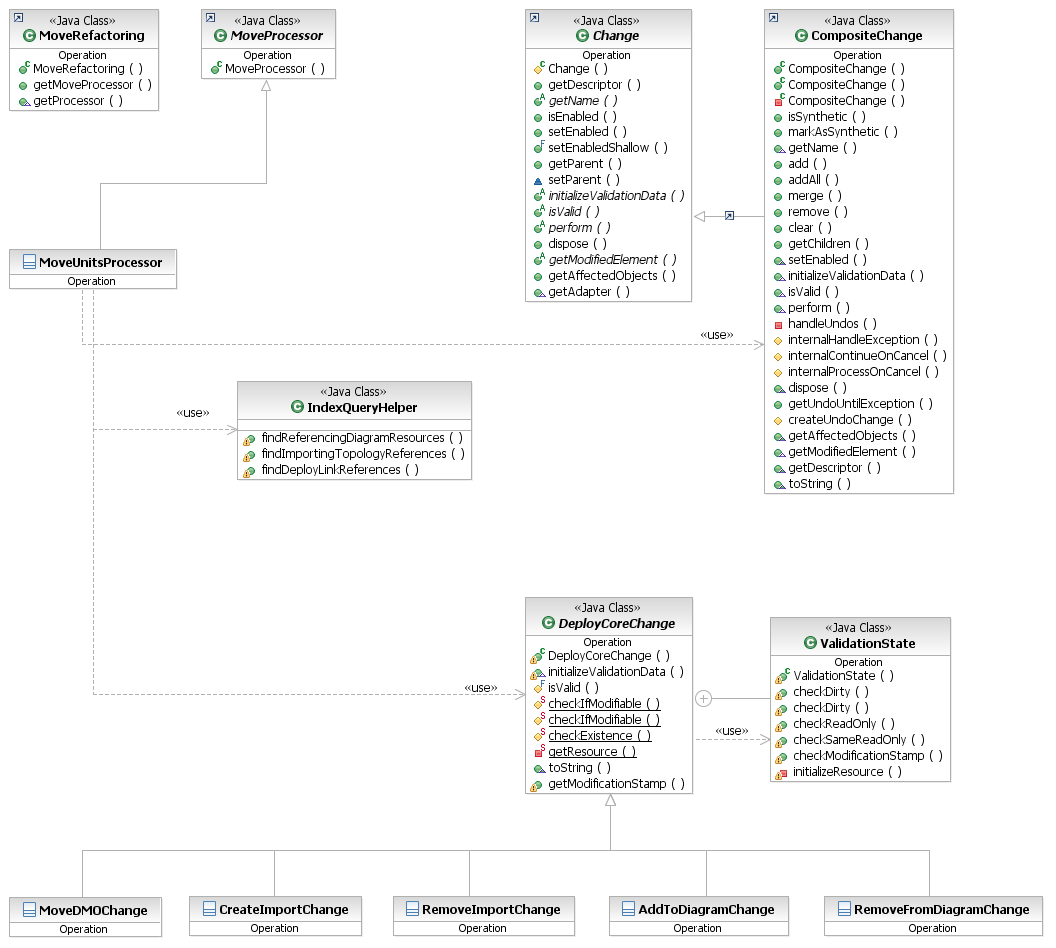 «Java Class»
MoveRefactoring
Operation
MoveRefactoring ( )
getMoveProcessor ( )
getProcessor ( )
«Java Class»
MoveProcessor
Operation
MoveProcessor ( )
«Java Class»
Change
Operation
Change ( )
getDescriptor ( )
getName ( )
isEnabled ( )
setEnabled ( )
setEnabledShallow ( )
getParent ( )
setParent ( )
initializeValidationData ( )
isValid ( )
perform ( )
dispose ( )
getModifiedElement ( )
getAffectedObjects ( )
getAdapter ( )
«Java Class»
CompositeChange
Operation
CompositeChange ( )
CompositeChange ( )
CompositeChange ( )
isSynthetic ( )
markAsSynthetic ( )
getName ( )
add ( )
addAll ( )
merge ( )
remove ( )
clear ( )
getChildren ( )
setEnabled ( )
initializeValidationData ( )
isValid ( )
perform ( )
handleUndos ( )
internalHandleException ( )
internalContinueOnCancel ( )
internalProcessOnCancel ( )
dispose ( )
getUndoUntilException ( )
createUndoChange ( )
getAffectedObjects ( )
getModifiedElement ( )
getDescriptor ( )
toString ( )
MoveUnitsProcessor
Operation
«use»
«Java Class»
IndexQueryHelper
findReferencingDiagramResources ( )
findImportingTopologyReferences ( )
findDeployLinkReferences ( )
«use»
«Java Class»
DeployCoreChange
Operation
DeployCoreChange ( )
initializeValidationData ( )
isValid ( )
checkIfModifiable ( )
checkIfModifiable ( )
checkExistence ( )
getResource ( )
toString ( )
getModificationStamp ( )
«use»
«use»
«Java Class»
ValidationState
Operation
ValidationState ( )
checkDirty ( )
checkDirty ( )
checkReadOnly ( )
checkSameReadOnly ( )
checkModificationStamp ( )
initializeResource ( )
MoveDMOChange
Operation
CreateImportChange
Operation
RemoveImportChange
Operation
AddToDiagramChange
Operation
RemoveFromDiagramChange
Operation